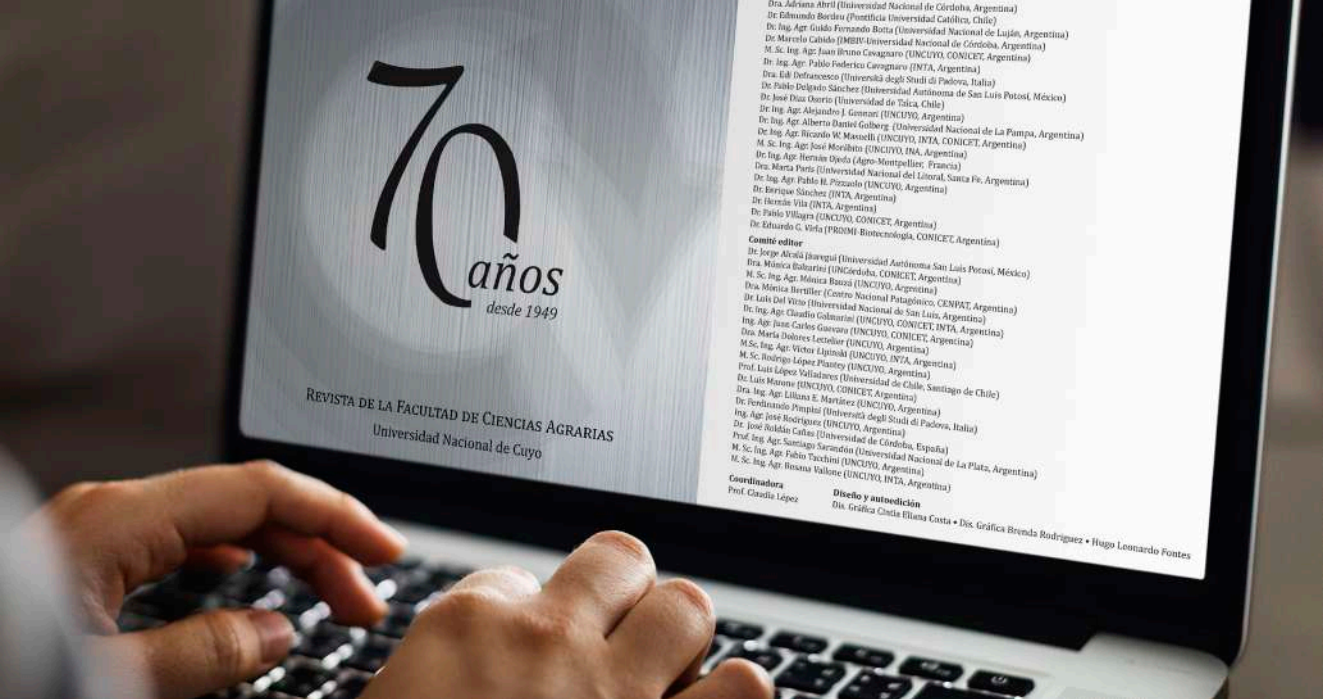 70
años
desde 1949
REVISTA DE LA FACULTAD DE CIENCIAS AGRARIAS
Universidad Nacional de Cuyo
Dra. Adriana Abril (Universidad Nacional de Córdoba, Argentina)
Dr. Edmundo Bordeu (Pontificia Universidad Católica, Chile)
Dr. Ing. Agr. Guido Fernando Botta (Universidad Nacional de Luján, Argentina)
Dr. Marcelo Cabido (IMBIV-Universidad Nacional de Córdoba, Argentina)
M. Sc. Ing. Agr. Juan Bruno Cavagnaro (UNCUYO, CONICET, Argentina)
Dr. Ing. Agr. Pablo Federico Cavagnaro (INTA, Argentina)
Dra. Edi Defrancesco (Università degli Studi di Padova, Italia)
Dr. Pablo Delgado Sánchez (Universidad Autónoma de San Luis Potosí, México)
Dr. José Díaz Osorio (Universidad de Talca, Chile)
Dr. Ing. Agr. Alejandro J. Gennari (UNCUYO, Argentina)
Dr. Ing. Agr. Alberto Daniel Golberg (Universidad Nacional de La Pampa, Argentina)
Dr. Ing. Agr. Ricardo W. Masuelli (UNCUYO, INTA, CONICET, Argentina)
M. Sc. Ing. Agr. José Morábito (UNCUYO, INA, Argentina)
Dr. Ing. Agr. Hernán Ojeda (Agro-Montpellier, Francia)
Dra. Marta Paris (Universidad Nacional del Litoral, Santa Fe, Argentina)
Dr. Ing. Agr. Pablo H. Pizzuolo (UNCUYO, Argentina)
Dr. Enrique Sánchez (INTA, Argentina)
Dr. Hernán Vila (INTA, Argentina)
Dr. Pablo Villagra (UNCUYO, CONICET, Argentina)
Dr. Eduardo G. Virla (PROIMI-Biotecnología, CONICET, Argentina)
Comité editor
Dr. Jorge Alcalá Jáuregui (Universidad Autónoma San Luis Potosí, México)
Dra. Mónica Balzarini (UNCórdoba, CONICET, Argentina)
M. Sc. Ing. Agr. Mónica Bauzá (UNCUYO, Argentina)
Dra. Mónica Bertiller (Centro Nacional Patagónico, CENPAT, Argentina)
Dr. Luis Del Vitto (Universidad Nacional de San Luis, Argentina)
Dr. Ing. Agr. Claudio Galmarini (UNCUYO, CONICET, INTA, Argentina)
Ing. Agr. Juan Carlos Guevara (UNCUYO, CONICET, Argentina)
Dra. María Dolores Lettelier (UNCUYO, Argentina)
M.Sc. Ing. Agr. Víctor Lipinski (UNCUYO, INTA, Argentina)
M. Sc. Rodrigo López Plantey (UNCUYO, Argentina)
Prof. Luis López Valladares (Universidad de Chile, Santiago de Chile)
Dr. Luis Marone (UNCUYO, CONICET, Argentina)
Dra. Ing. Agr. Liliana E. Martínez (UNCUYO, Argentina)
Dr. Ferdinando Pimpini (Università degli Studi di Padova, Italia)
Ing. Agr. José Rodríguez (UNCUYO, Argentina)
Dr. José Roldán Cañas (Universidad de Córdoba, España)
Prof. Ing. Agr. Santiago Sarandón (Universidad Nacional de La Plata, Argentina)
M. Sc. Ing. Agr. Fabio Tacchini (UNCUYO, Argentina)
M. Sc. Ing. Agr. Rosana Vallone (UNCUYO, INTA, Argentina)
Coordinadora
Prof. Claudia López
Diseño y autoedición
Dis. Gráfica Cintia Eliana Costa • Dis. Gráfica Brenda Rodriguez • Hugo Leonardo Fontes